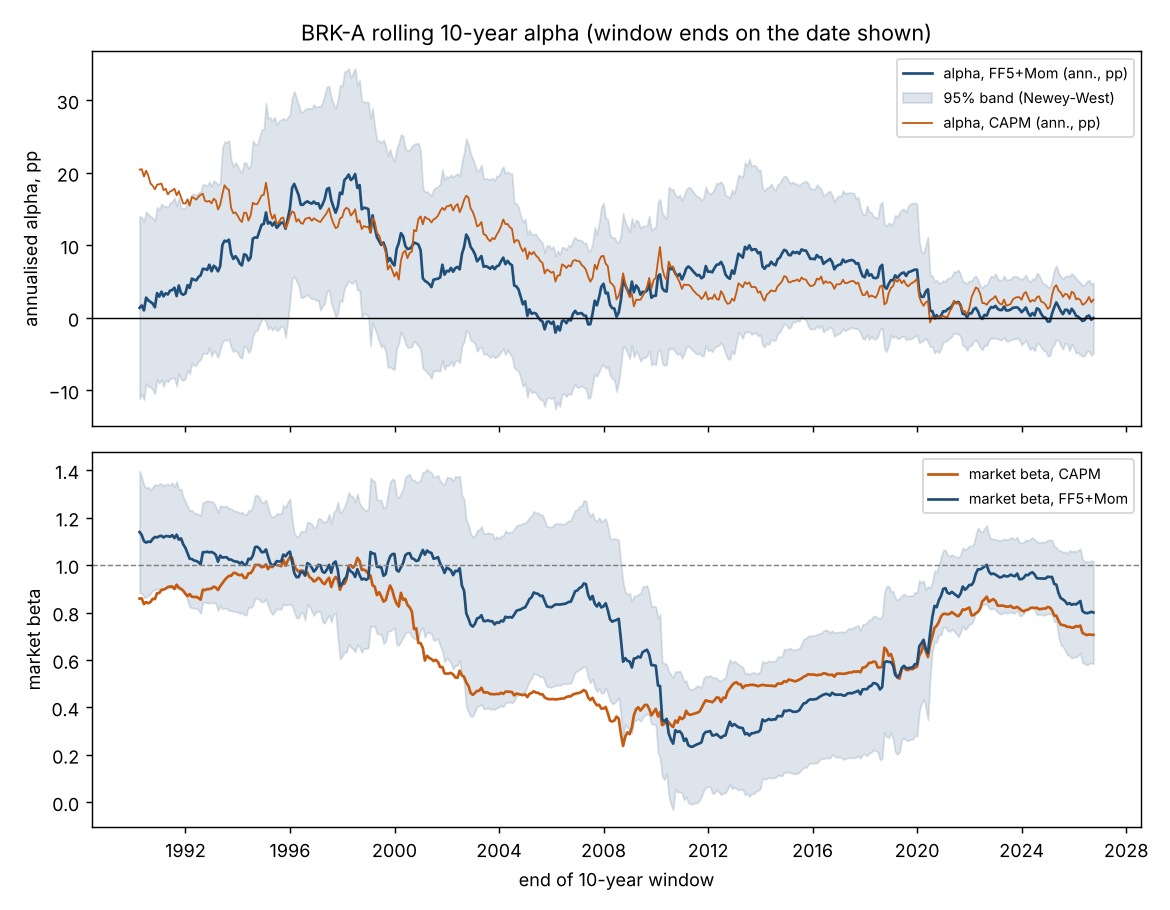 BRK-A rolling 10-year alpha (window ends on the date shown)
annualised alpha, pp
30
20
10
0
−10
alpha, FF5+Mom (ann., pp)
95% band (Newey-West)
alpha, CAPM (ann., pp)
market beta
1.4
1.2
1.0
0.8
0.6
0.4
0.2
0.0
market beta, CAPM
market beta, FF5+Mom
1992 1996 2000 2004 2008 2012 2016 2020 2024 2028
end of 10-year window